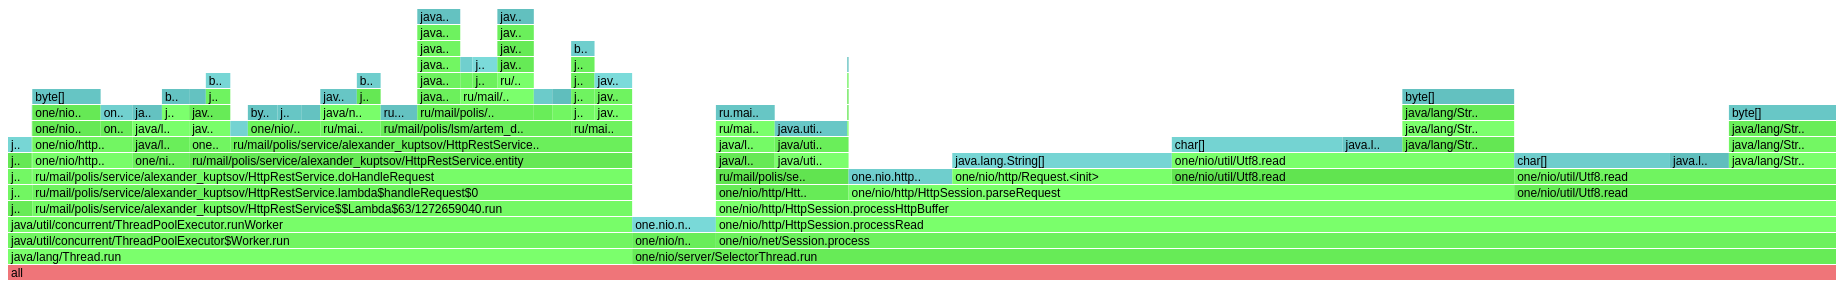 java.. jav..
java.. jav..
java.. jav.. b..
java.. j.. jav.. j..
b.. b.. java.. j.. ru/.. j.. jav..
byte[] b.. j.. jav.. j.. java.. ru/mail/.. j.. jav.. byte[]
one/nio.. on.. ja.. j.. jav.. by.. j.. java/n.. ru... ru/mail/polis/.. j.. jav.. ru.mai.. java/lang/Str.. byte[]
one/nio.. on.. java/l.. jav.. one/nio/.. ru/mai.. ru/mail/polis/lsm/artem_d.. ru/mai.. ru/mai.. java.uti.. java/lang/Str.. java/lang/Str..
j.. one/nio/http.. java/l.. one.. ru/mail/polis/service/alexander_kuptsov/HttpRestService.. java/l.. java/uti.. char[] java.l.. java/lang/Str.. java/lang/Str..
j.. one/nio/http.. one/ni.. ru/mail/polis/service/alexander_kuptsov/HttpRestService.entity java/l.. java/uti.. java.lang.String[] one/nio/util/Utf8.read char[] java.l.. java/lang/Str..
j.. ru/mail/polis/service/alexander_kuptsov/HttpRestService.doHandleRequest ru/mail/polis/se.. one.nio.http.. one/nio/http/Request.<init> one/nio/util/Utf8.read one/nio/util/Utf8.read
j.. ru/mail/polis/service/alexander_kuptsov/HttpRestService.lambda$handleRequest$0 one/nio/http/Htt.. one/nio/http/HttpSession.parseRequest one/nio/util/Utf8.read
j.. ru/mail/polis/service/alexander_kuptsov/HttpRestService$$Lambda$63/1272659040.run one/nio/http/HttpSession.processHttpBuffer
java/util/concurrent/ThreadPoolExecutor.runWorker one.nio.n.. one/nio/http/HttpSession.processRead
java/util/concurrent/ThreadPoolExecutor$Worker.run one/nio/n.. one/nio/net/Session.process
java/lang/Thread.run one/nio/server/SelectorThread.run
all